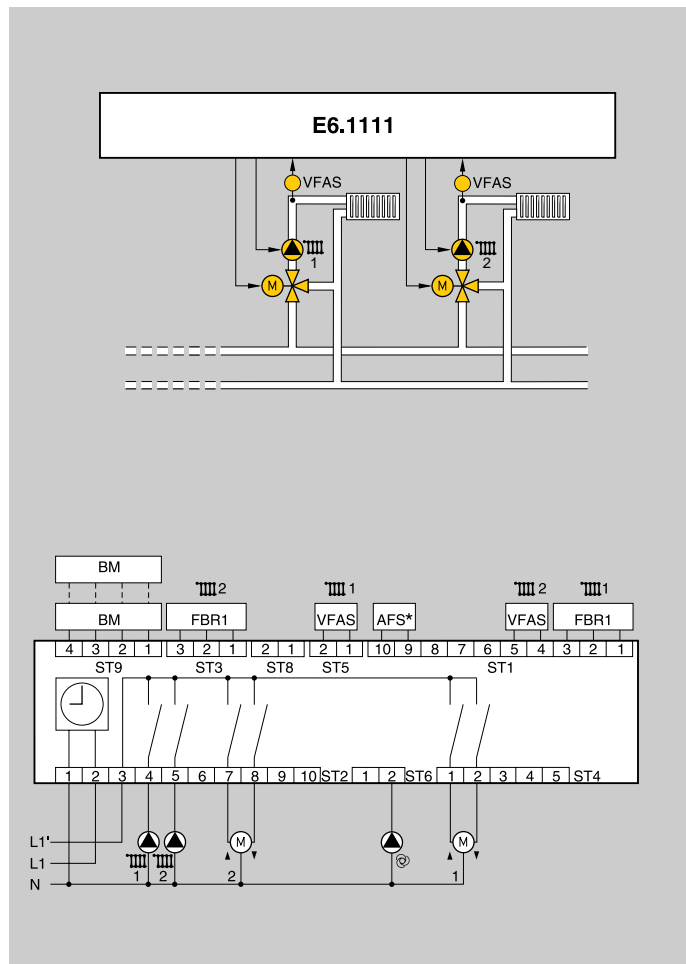 E6.1111
VFAS VFAS
1 2
M M
BM
2 1 2 1
BM FBR1 VFAS AFS* VFAS FBR1
4 3 2 1 3 2 1 2 1 2 1 10 9 8 7 6 5 4 3 2 1
ST9 ST3 ST8 ST5 ST1
1 2 3 4 5 6 7 8 9 10 ST2 1 2 ST6 1 2 3 4 5 ST4
L1'
M M
L1
1 2 2 1
N